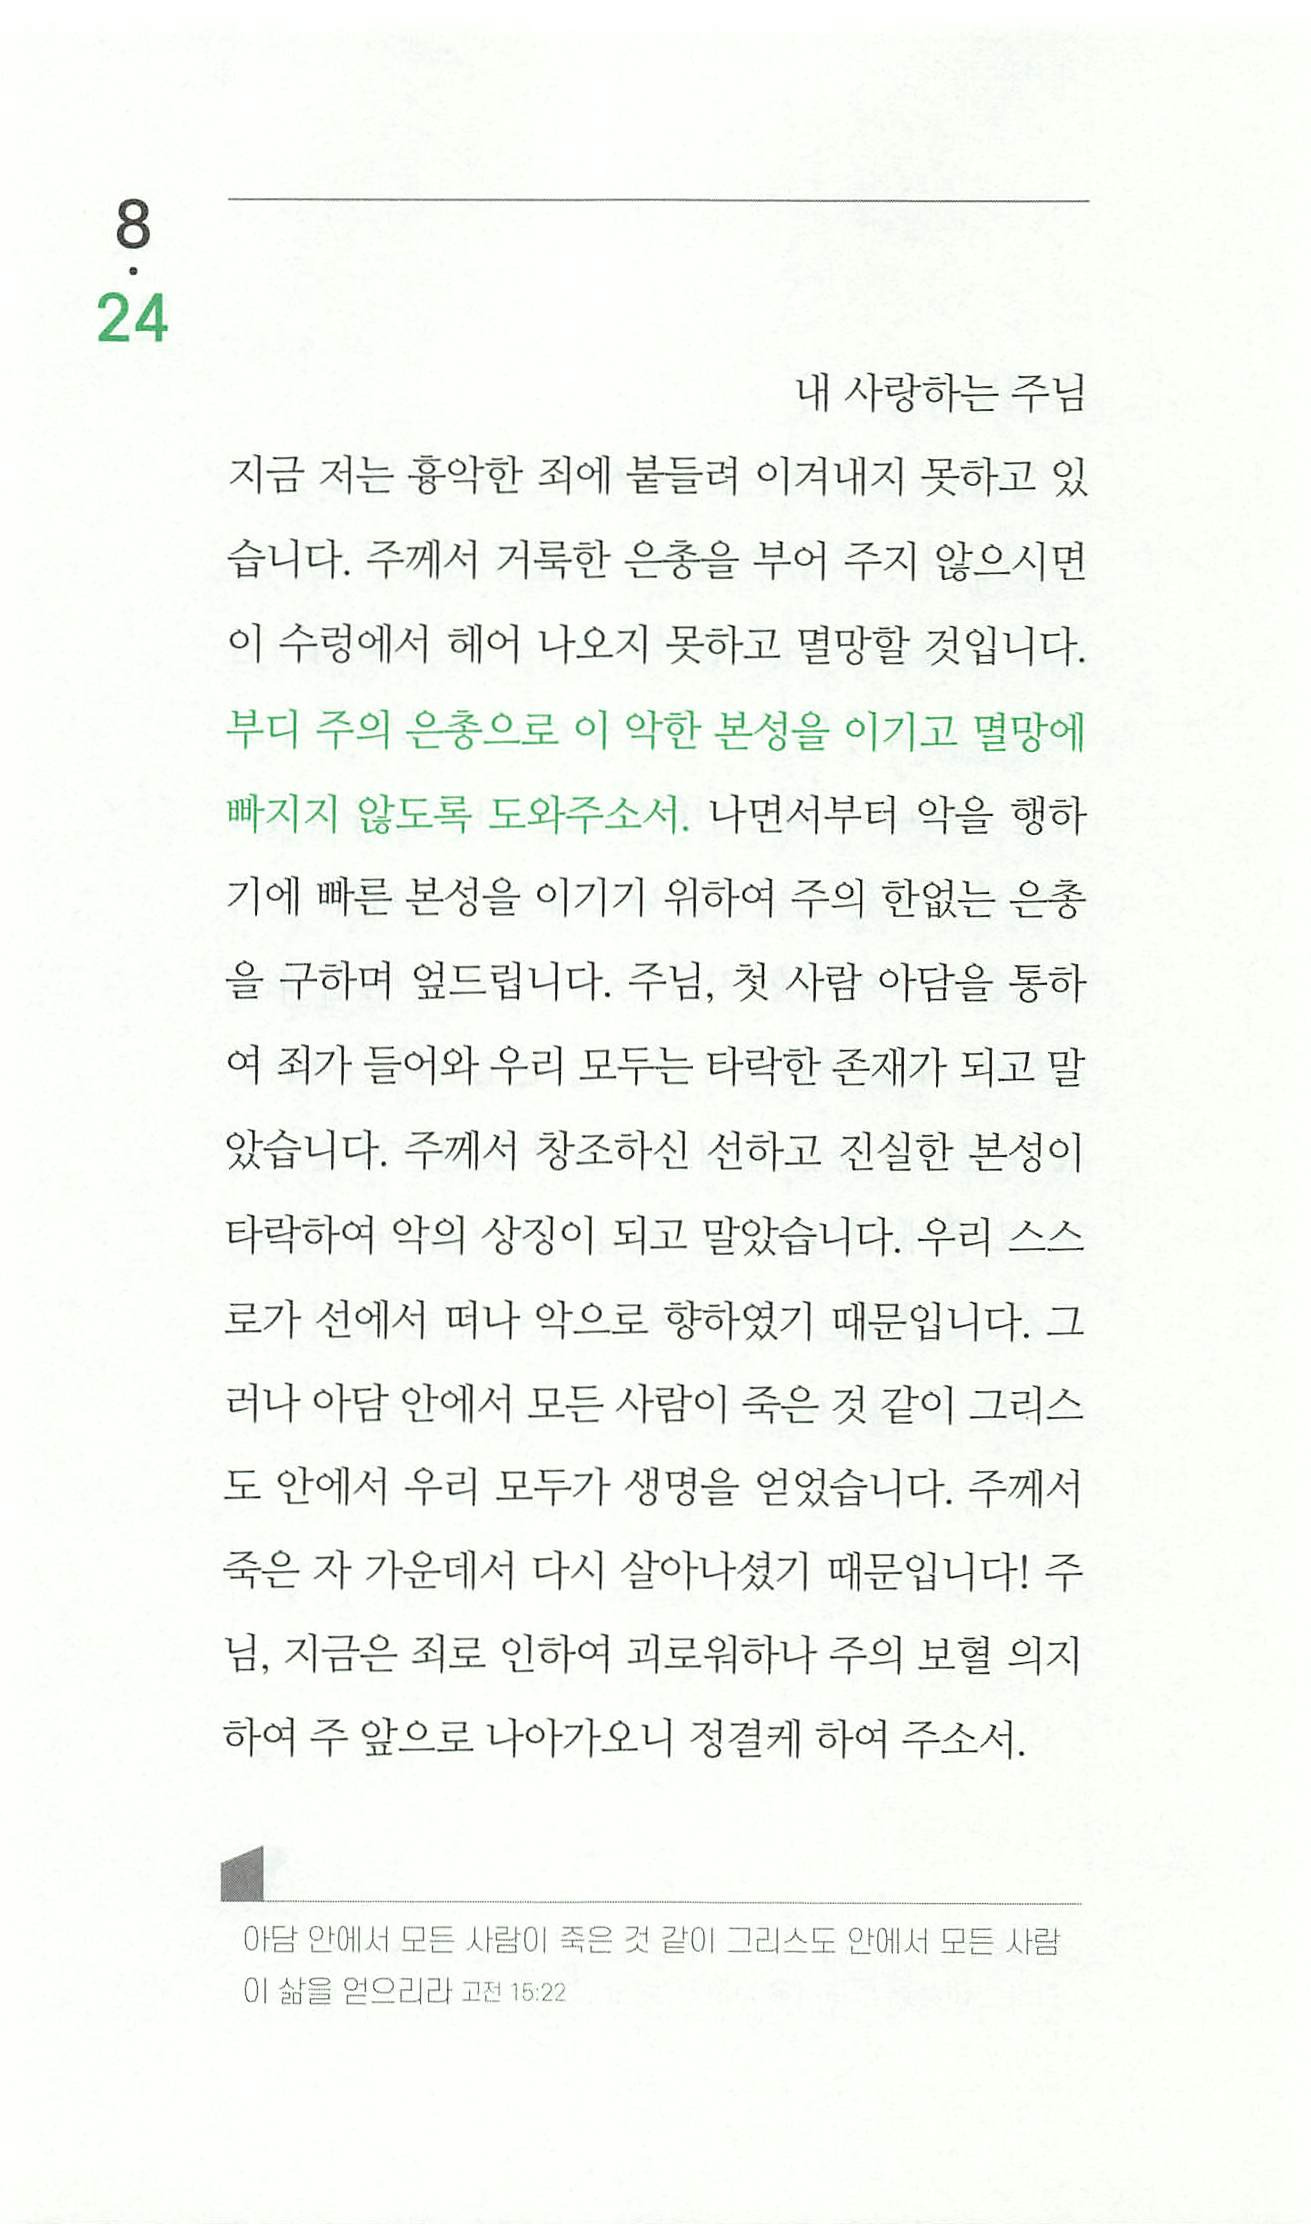 8
·
24
내 사랑하는 주님
지금 저는 흉악한 죄에 붙들려 이겨내지 못하고 있
습니다. 주께서 거룩한 은총을 부어 주지 않으시면
이 수렁에서 헤어 나오지 못하고 멸망할 것입니다.
부디 주의 은총으로 이 악한 본성을 이기고 멸망에
빠지지 않도록 도와주소서. 나면서부터 악을 행하
기에 빠른 본성을 이기기 위하여 주의 한없는 은총
을 구하며 엎드립니다. 주님, 첫 사람 아담을 통하
여 죄가 들어와 우리 모두는 타락한 존재가 되고 말
았습니다. 주께서 창조하신 선하고 진실한 본성이
타락하여 악의 상징이 되고 말았습니다. 우리 스스
로가 선에서 떠나 악으로 향하였기 때문입니다. 그
러나 아담 안에서 모든 사람이 죽은 것 같이 그리스
도 안에서 우리 모두가 생명을 얻었습니다. 주께서
죽은 자 가운데서 다시 살아나셨기 때문입니다! 주
님, 지금은 죄로 인하여 괴로워하나 주의 보혈 의지
하여 주 앞으로 나아가오니 정결케 하여 주소서.
아담 안에서 모든 사람이 죽은 것 같이 그리스도 안에서 모든 사람
이 삶을 얻으리라 고전 15:22